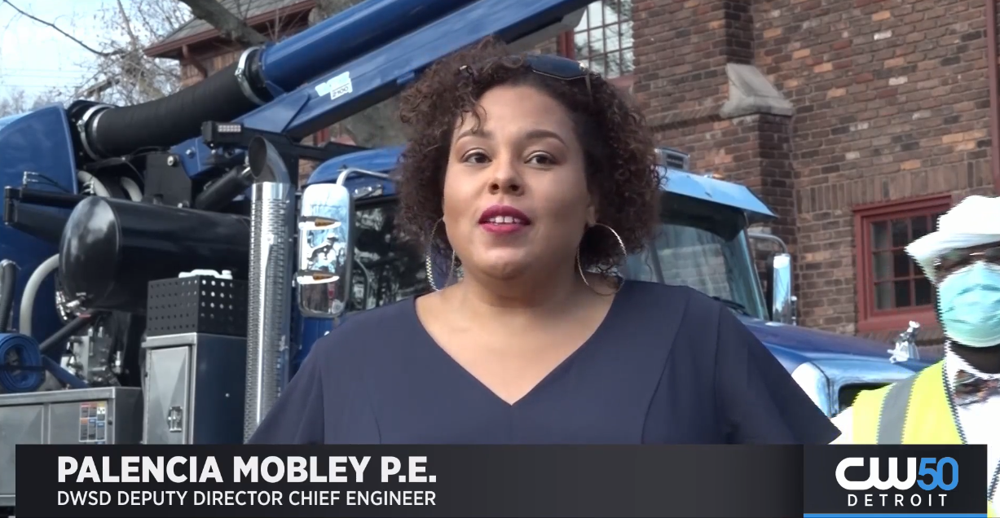 PALENCIA MOBLEY P.E.
DWSD DEPUTY DIRECTOR CHIEF ENGINEER
CW50
DETROIT